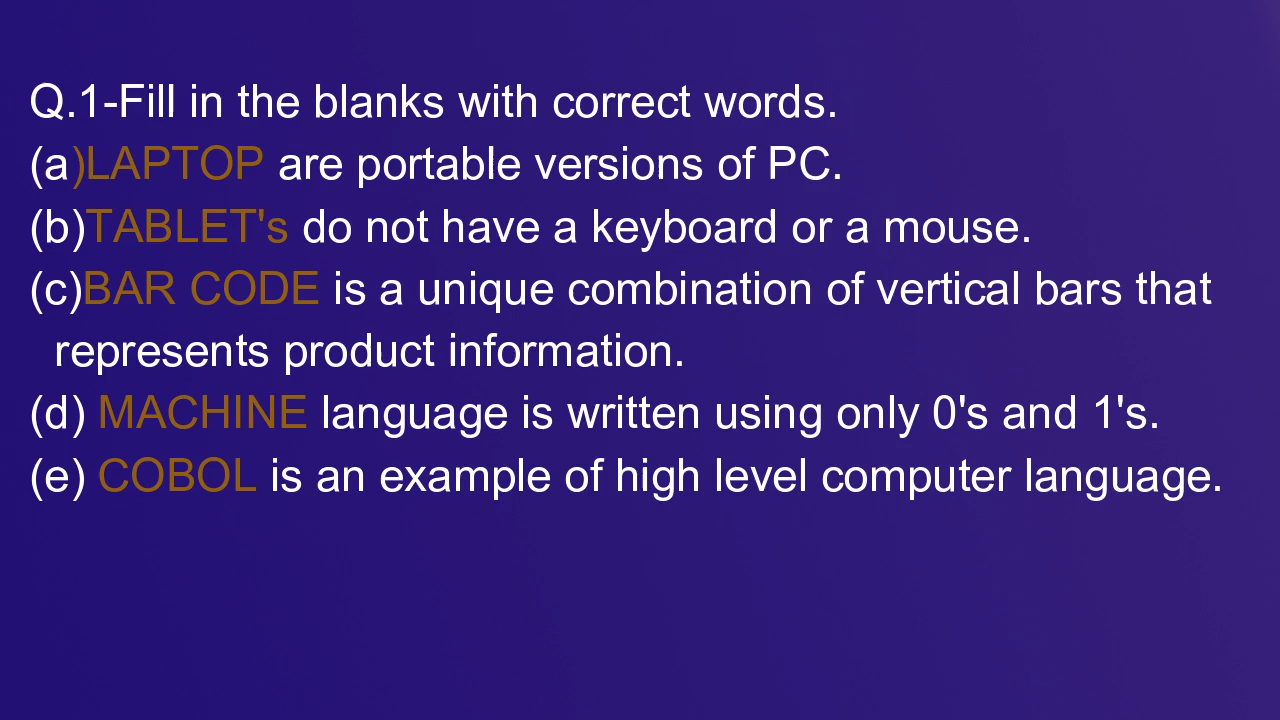 Q.1-Fill in the blanks with correct words.
(a)LAPTOP are portable versions of PC.
(b)TABLET's do not have a keyboard or a mouse.
(c)BAR CODE is a unique combination of vertical bars that
represents product information.
(d) MACHINE language is written using only 0's and 1's.
(e) COBOL is an example of high level computer language.